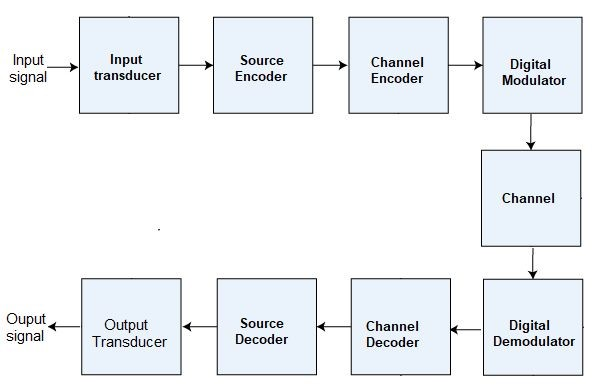 Input
signal
Input
transducer
Source
Encoder
Channel
Encoder
Digital
Modulator
Channel
Ouput
signal
Output
Transducer
Source
Decoder
Channel
Decoder
Digital
Demodulator